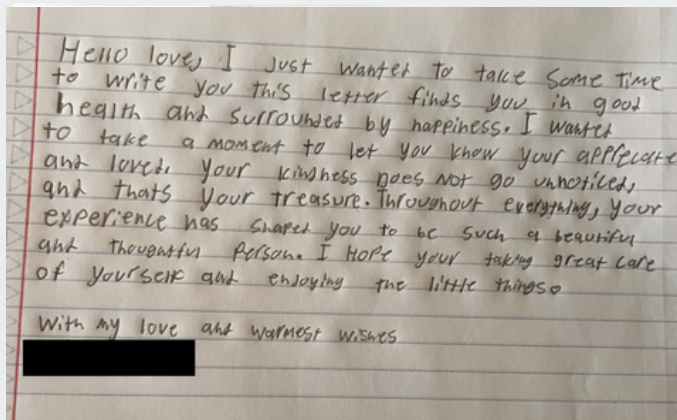 Hello love, I Just wanted to take some time
to write you this letter finds you in good
health and surrounded by happiness. I wanted
to take a moment to let you know your appreciate
and loved. your kindness Does Not go unnoticed,
and thats your treasure. Throughout everything, your
experience has shaped you to be such a beautiful
and thoughtful person. I Hope your taking great care
of yourself and enjoying the little things.
With my love and warmest wishes